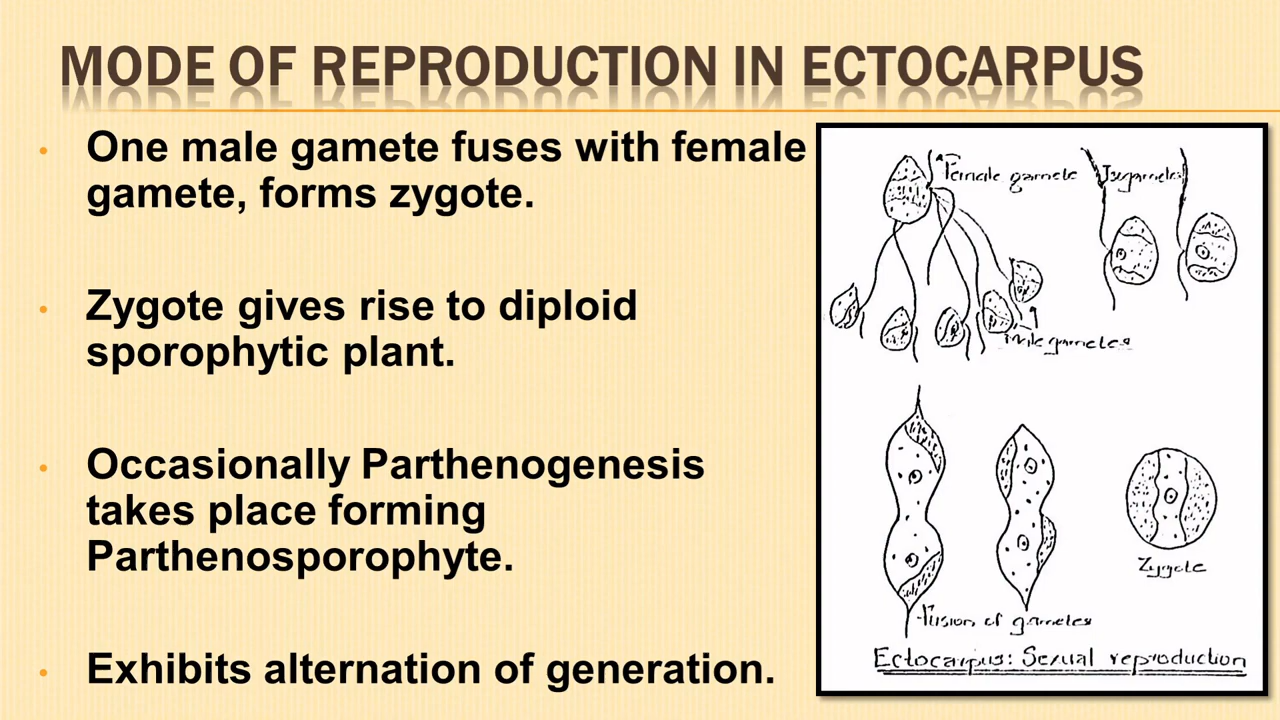 MODE OF REPRODUCTION IN ECTOCARPUS
One male gamete fuses with female
gamete, forms zygote.
Zygote gives rise to diploid
sporophytic plant.
Occasionally Parthenogenesis
takes place forming
Parthenosporophyte.
Exhibits alternation of generation.
Female gamete
Isogametes
Male gametes
Fusion of gametes
Zygote
Ectocarpus: Sexual reproduction